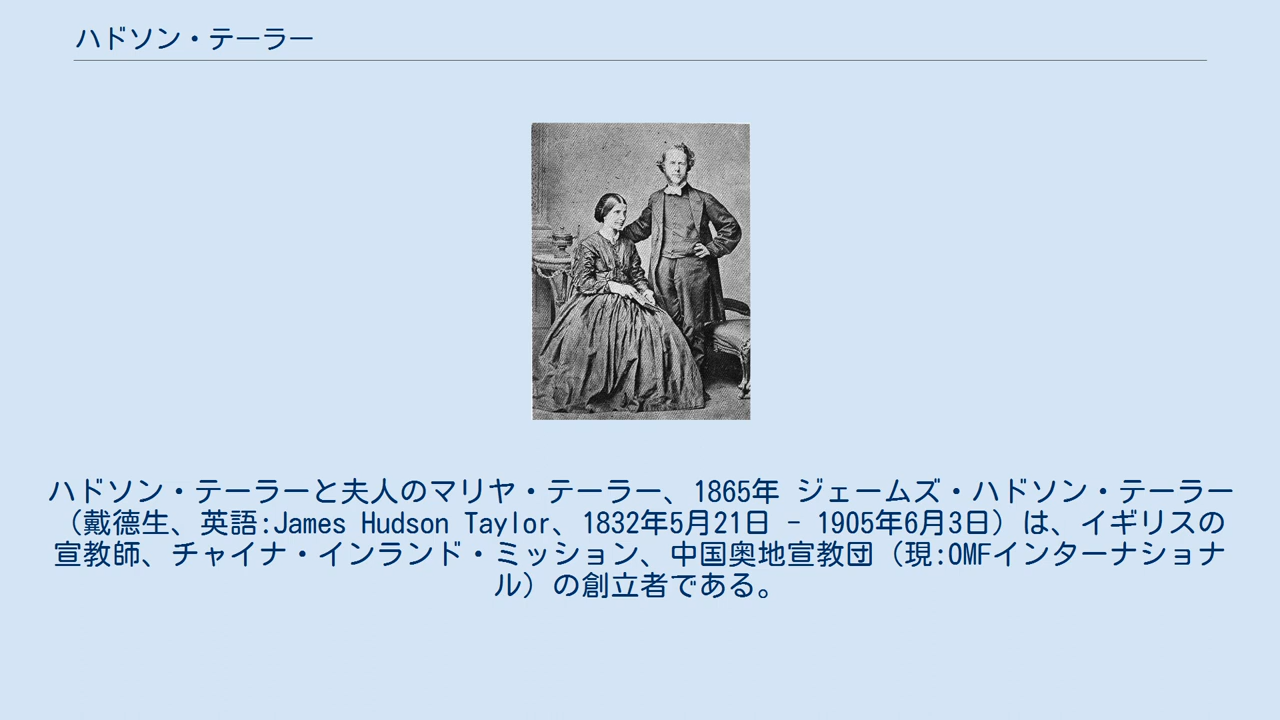 ハドソン・テーラー
ハドソン・テーラーと夫人のマリヤ・テーラー、1865年 ジェームズ・ハドソン・テーラー
（戴德生、英語:James Hudson Taylor、1832年5月21日 - 1905年6月3日）は、イギリスの
宣教師、チャイナ・インランド・ミッション、中国奥地宣教団（現:OMFインターナショナ
ル）の創立者である。